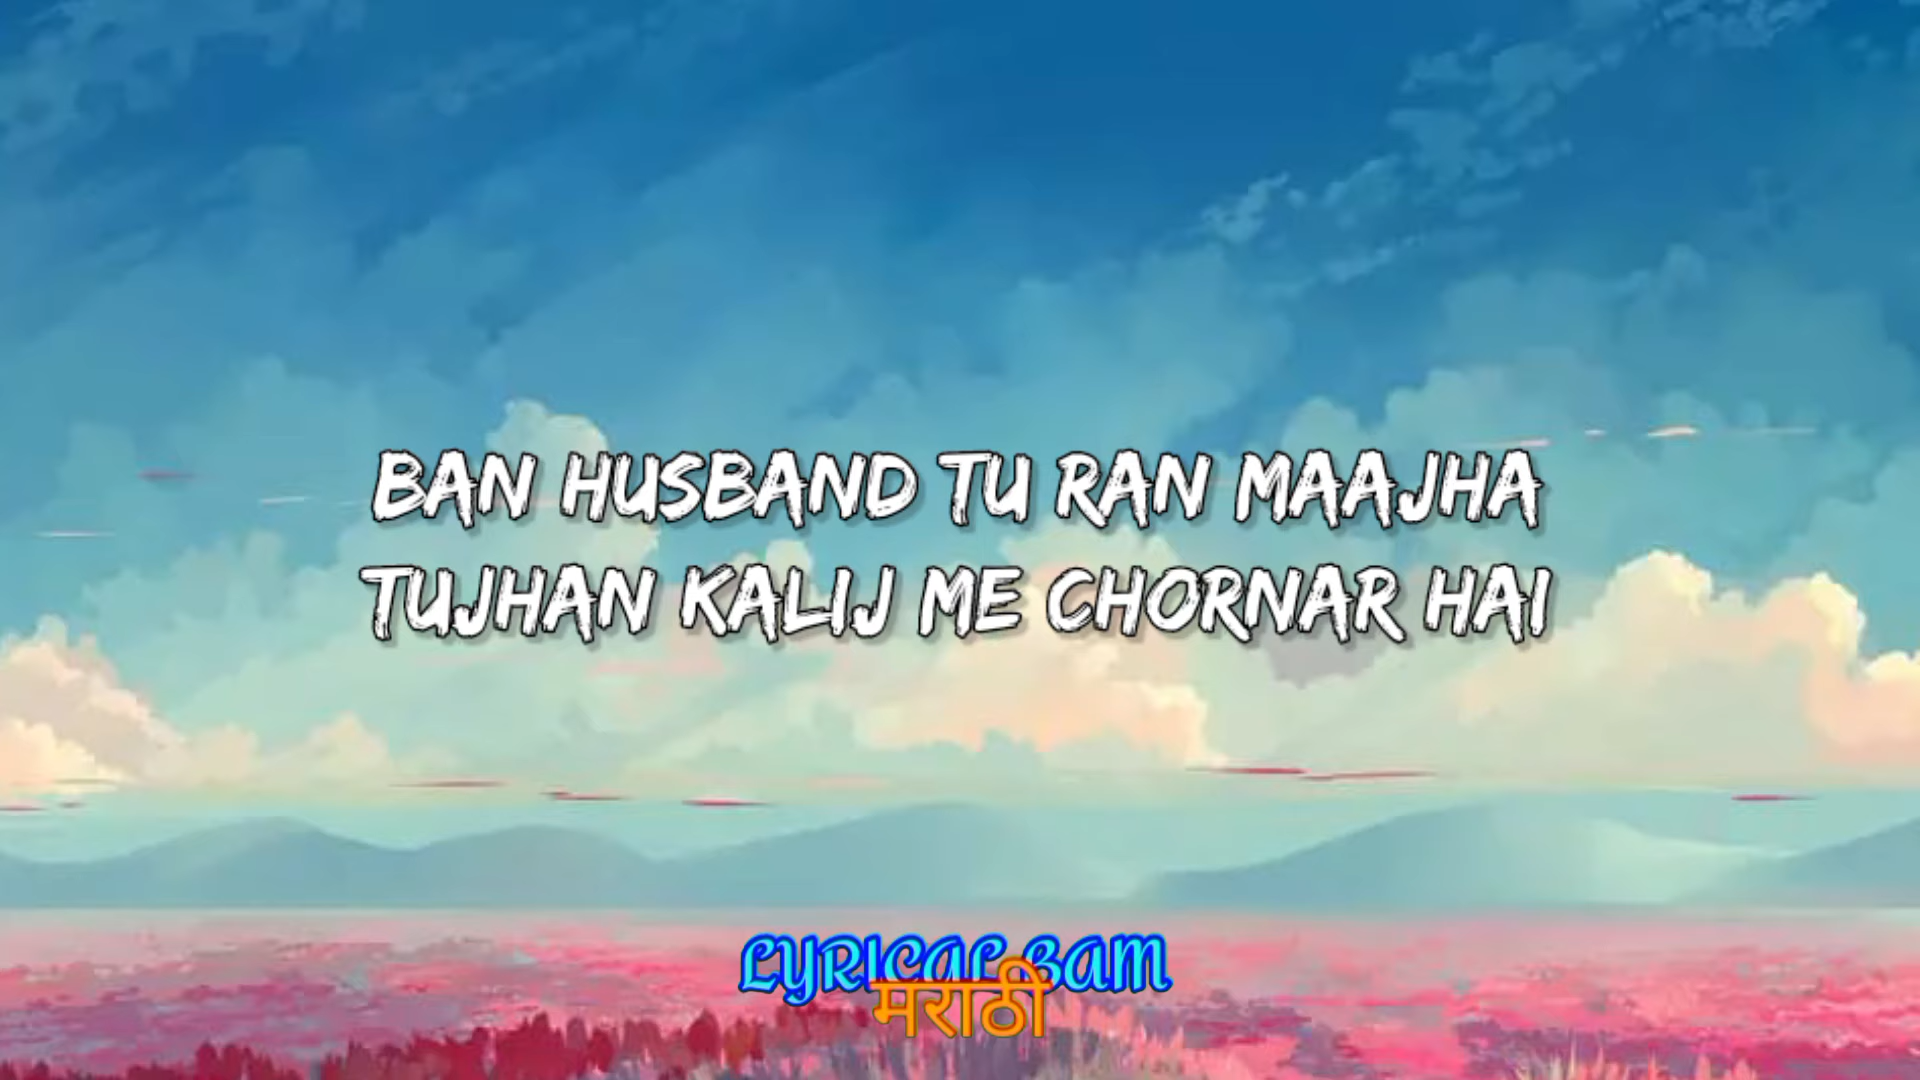 BAN HUSBAND TU RAN MAAJHA
TUJHAN KALIJ ME CHORNAR HAI
LYRICAL BAM
मराठी